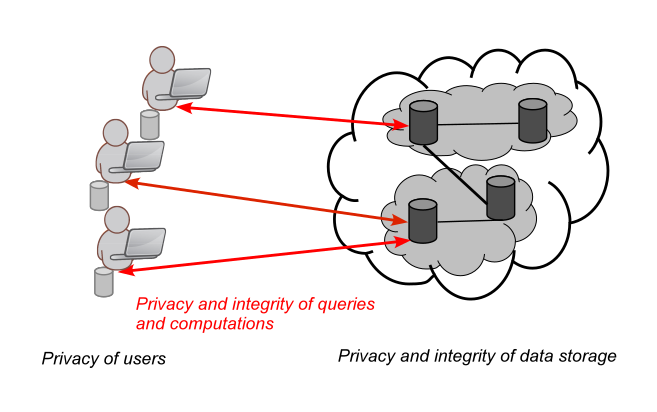 Privacy and integrity of queries
and computations
Privacy of users
Privacy and integrity of data storage